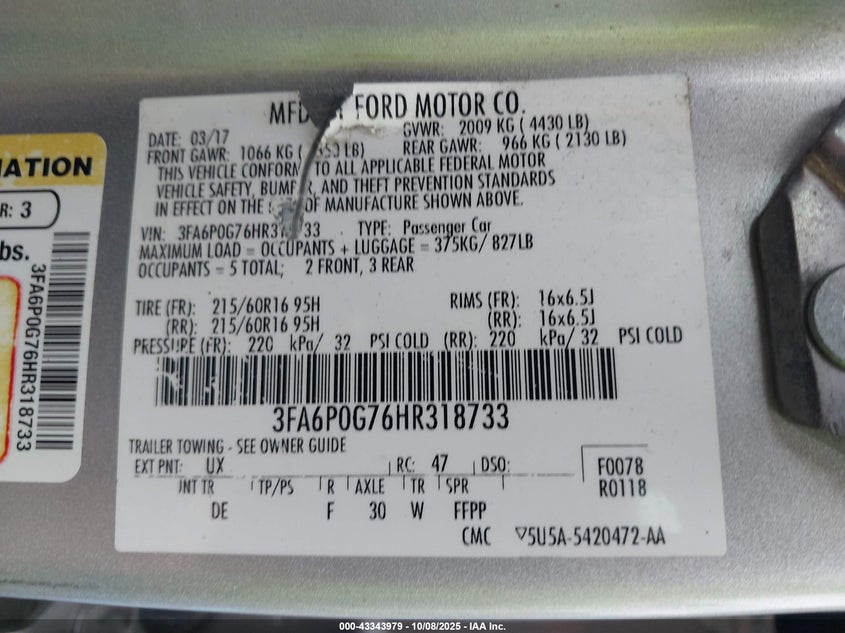 MFD FORD MOTOR CO.
DATE: 03/17 GVWR: 2009 KG ( 4430 LB)
FRONT GAWR: 1066 KG ( LB) REAR GAWR: 966 KG ( 2130 LB)
THIS VEHICLE TO ALL APPLICABLE FEDERAL MOTOR
VEHICLE SAFETY, AND THEFT PREVENTION STANDARDS
IN EFFECT ON THE OF MANUFACTURE SHOWN ABOVE.
VIN: TYPE: Passenger Car
MAXIMUM LOAD = OCCUPANTS + LUGGAGE = 375KG/ 827LB
OCCUPANTS = 5 TOTAL; 2 FRONT, 3 REAR
TIRE (FR): 215/60R16 95H RIMS (FR): 16x6.5J
(RR): 215/60R16 95H (RR): 16x6.5J
PRESSURE (FR): 220 kPa/ 32 PSI COLD (RR): 220 kPa/ 32 PSI COLD
3FA6P0G76HR318733
TRAILER TOWING - SEE OWNER GUIDE
EXT PNT: UX RC: 47 DSO: F0078
INT TR TP/PS R AXLE TR SPR R0118
DE F 30 W FFPP
CMC ▽5U5A-5420472-AA
R: 3
bs.
3FA6P0G76HR318733
000-43343979 - 10/08/2025 - IAA Inc.